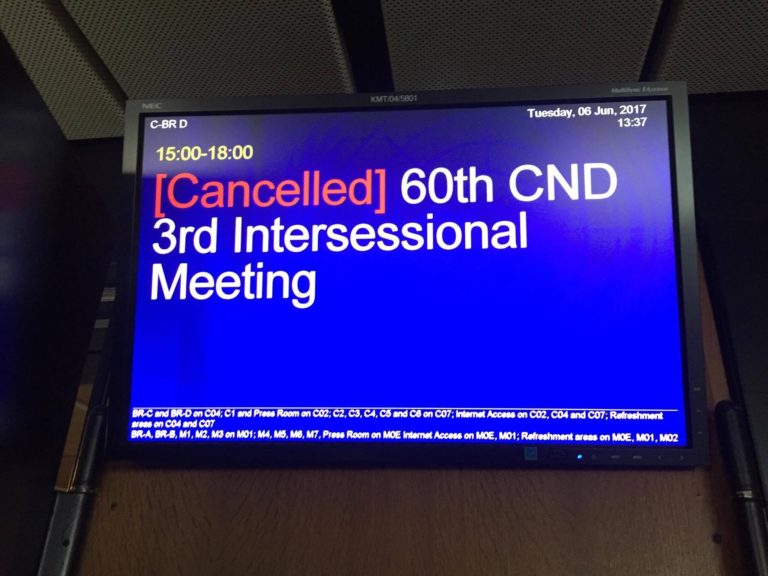 NEC
KMT/04/5801
MultiSync EA220WM
C-BR D
Tuesday, 06 Jun, 2017
13:37
15:00-18:00
[Cancelled] 60th CND
3rd Intersessional
Meeting
BR-C and BR-D on C04; C1 and Press Room on C02; C2, C3, C4, C5 and C6 on C07; Internet Access on C02, C04 and C07; Refreshment
areas on C04 and C07
BR-A, BR-B, M1, M2, M3 on M01; M4, M5, M6, M7, Press Room on M0E Internet Access on M0E, M01; Refreshment areas on M0E, M01, M02